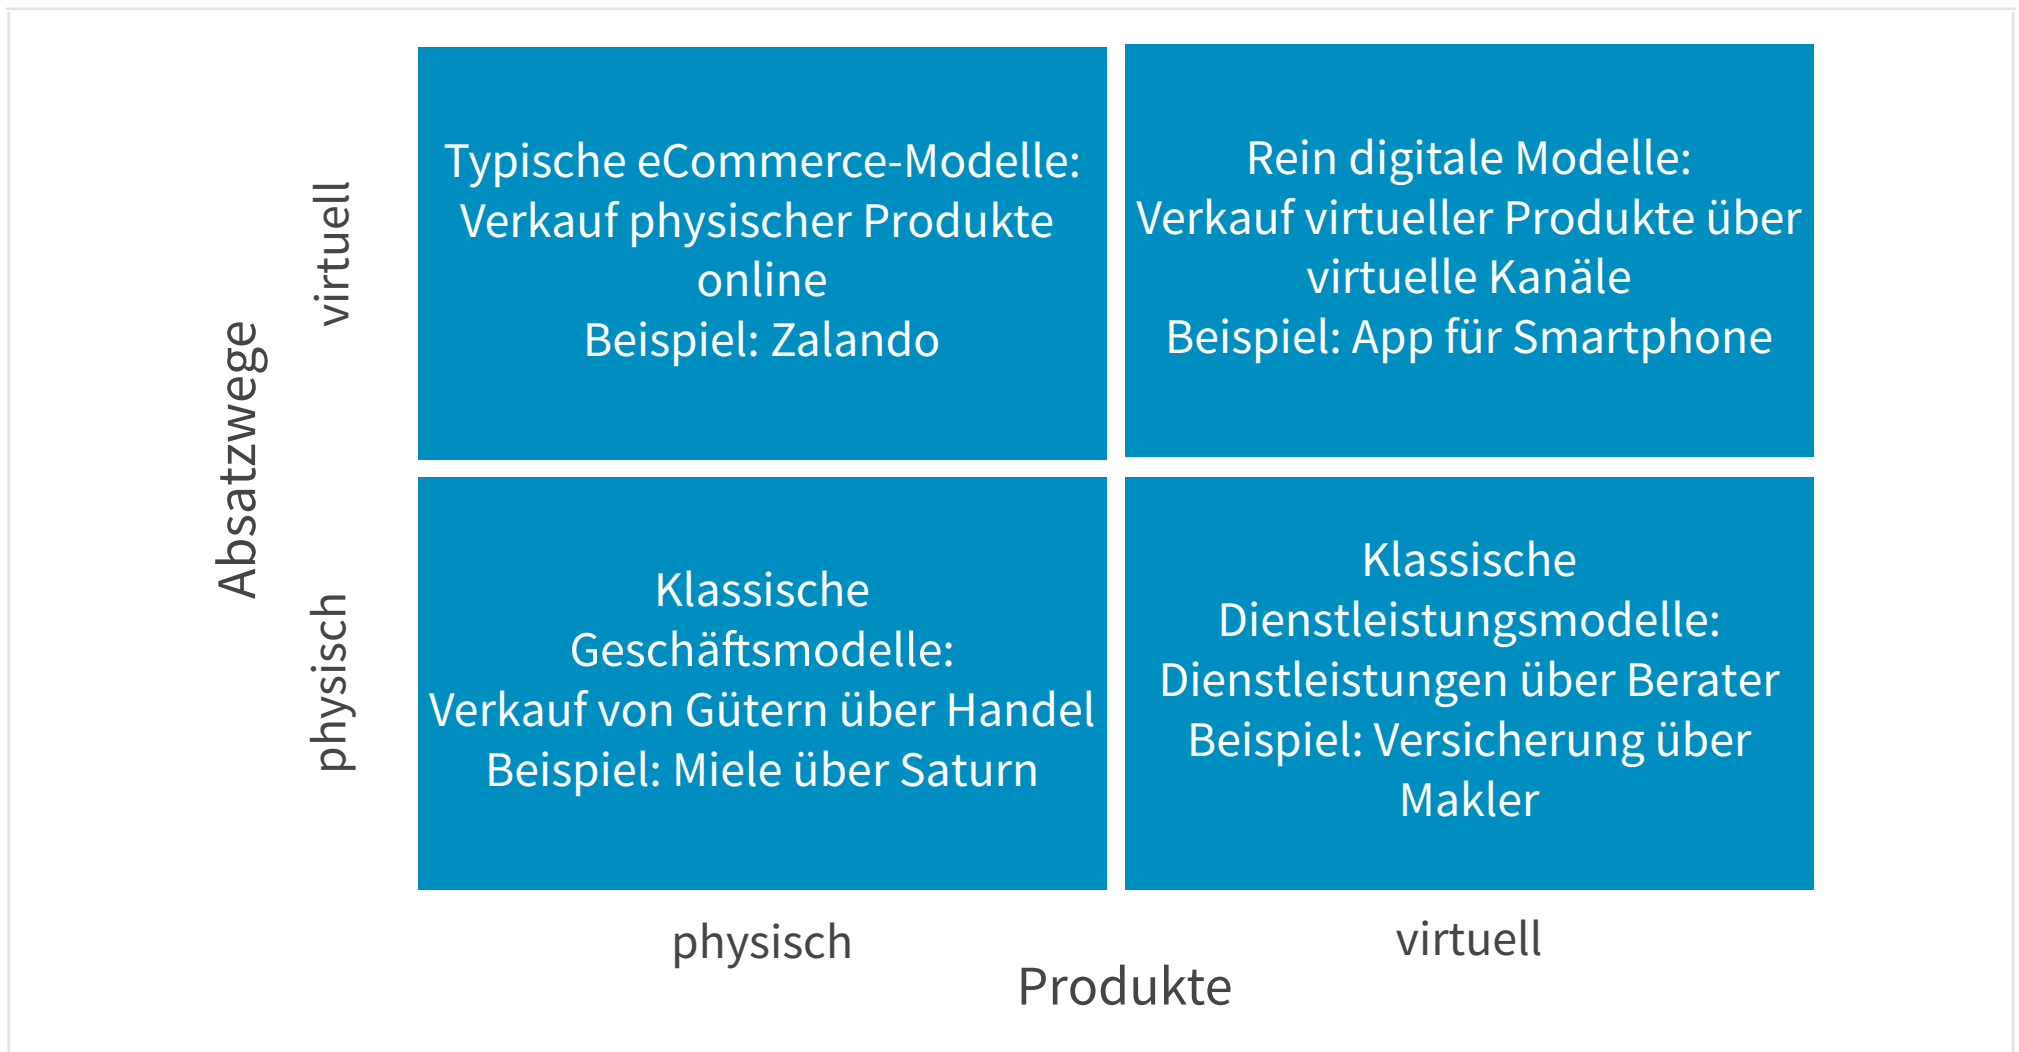 Absatzwege
virtuell
physisch
Typische eCommerce-Modelle:
Verkauf physischer Produkte
online
Beispiel: Zalando
Rein digitale Modelle:
Verkauf virtueller Produkte über
virtuelle Kanäle
Beispiel: App für Smartphone
Klassische
Geschäftsmodelle:
Verkauf von Gütern über Handel
Beispiel: Miele über Saturn
Klassische
Dienstleistungsmodelle:
Dienstleistungen über Berater
Beispiel: Versicherung über
Makler
physisch
virtuell
Produkte